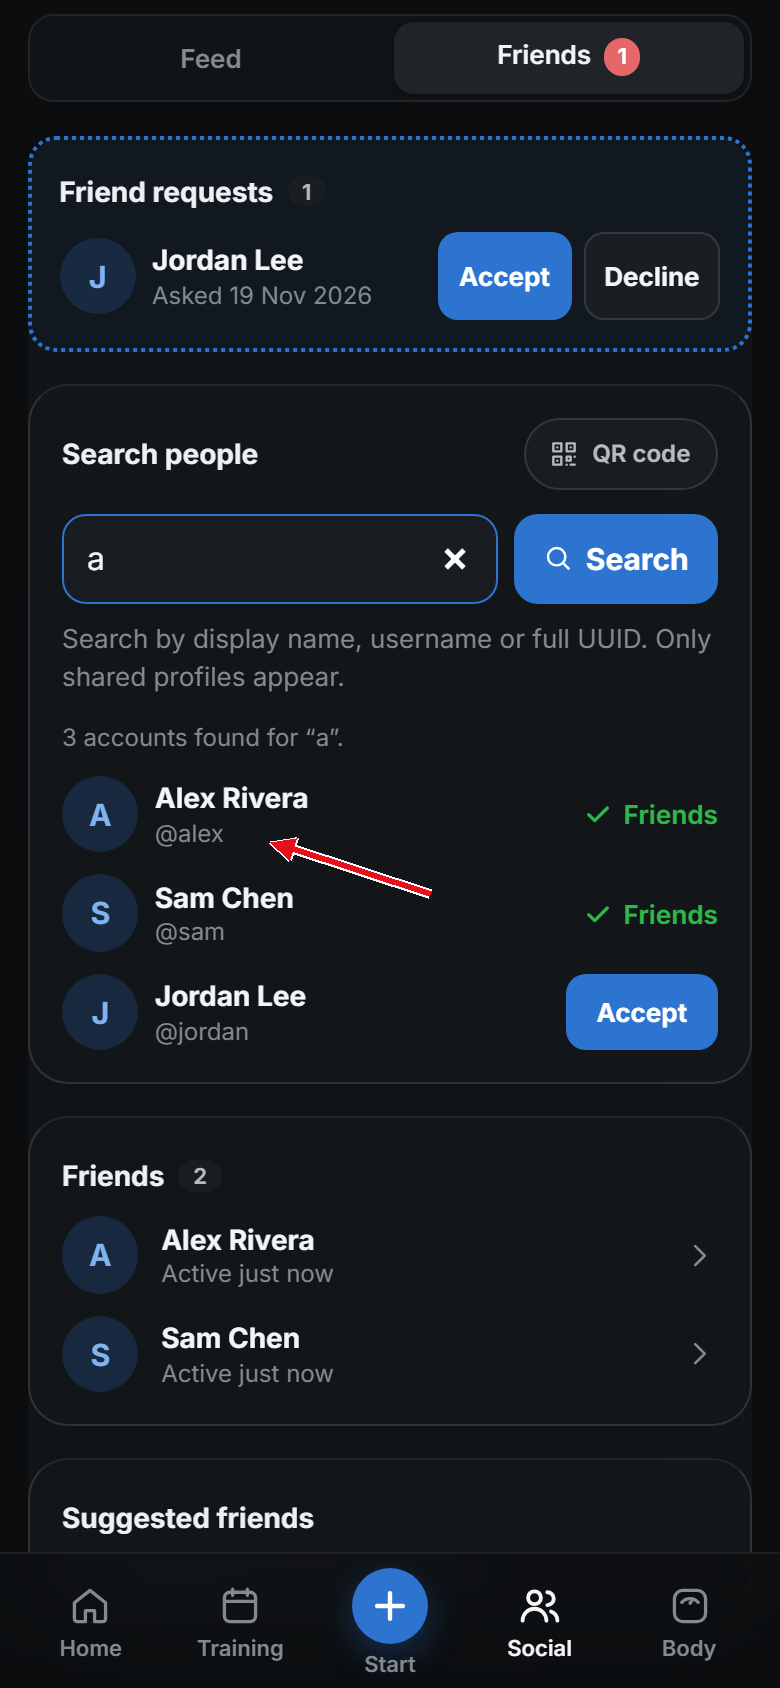 Feed
Friends 1
Friend requests 1
J
Jordan Lee
Asked 19 Nov 2026
Accept
Decline
Search people
QR code
a
Search
Search by display name, username or full UUID. Only
shared profiles appear.
3 accounts found for “a”.
A
Alex Rivera
@alex
Friends
S
Sam Chen
@sam
Friends
J
Jordan Lee
@jordan
Accept
Friends 2
A
Alex Rivera
Active just now
S
Sam Chen
Active just now
Suggested friends
Home
Training
Start
Social
Body